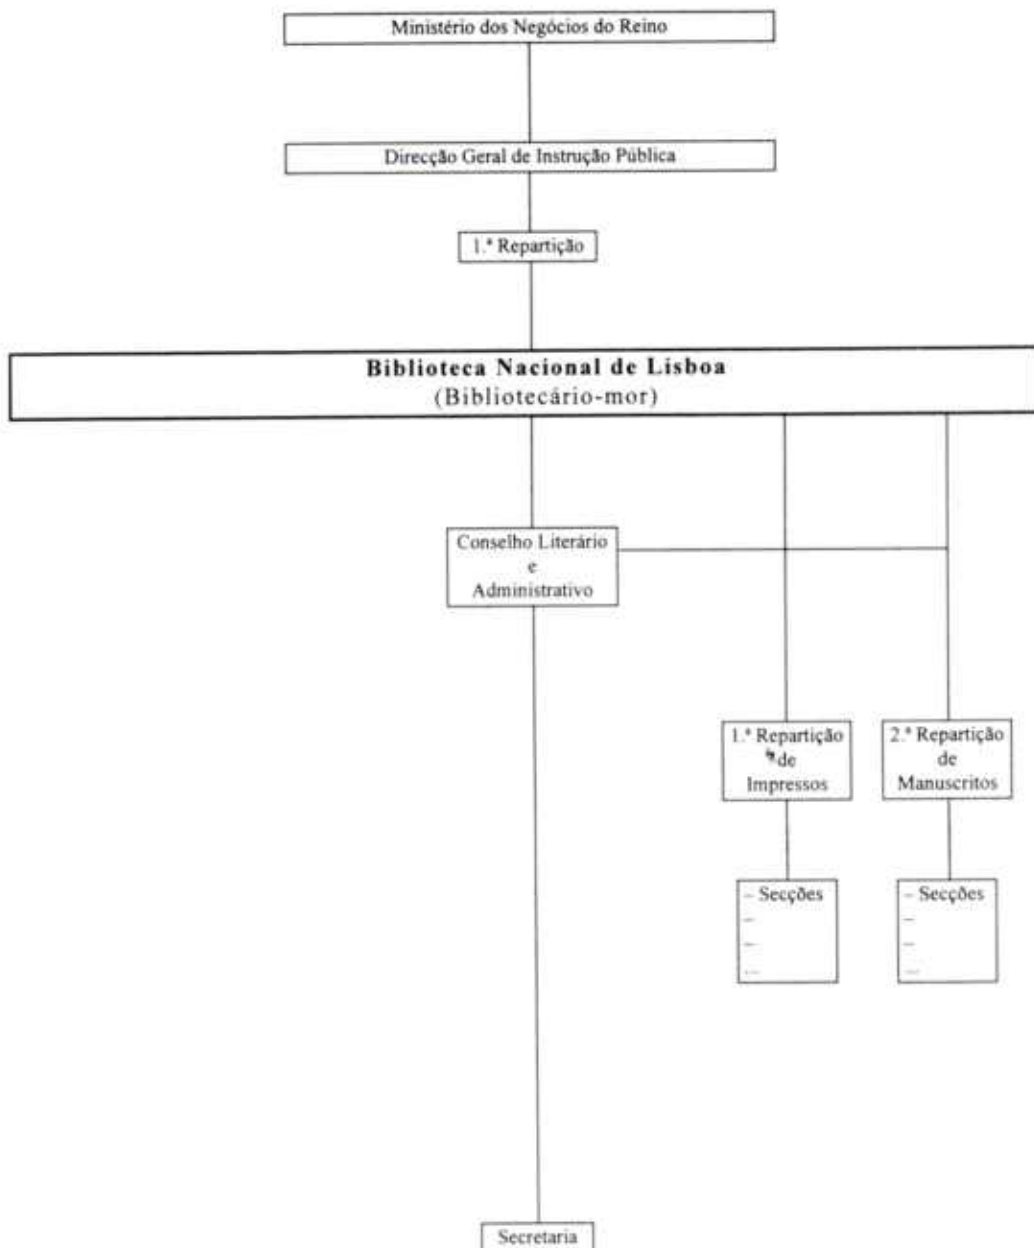 Ministério dos Negócios do Reino
Direcção Geral de Instrução Pública
1.ª Repartição
Biblioteca Nacional de Lisboa
(Bibliotecário-mor)
Conselho Literário
e
Administrativo
1.ª Repartição
de
Impressos
2.ª Repartição
de
Manuscritos
– Secções
–
–
...
– Secções
–
–
...
Secretaria